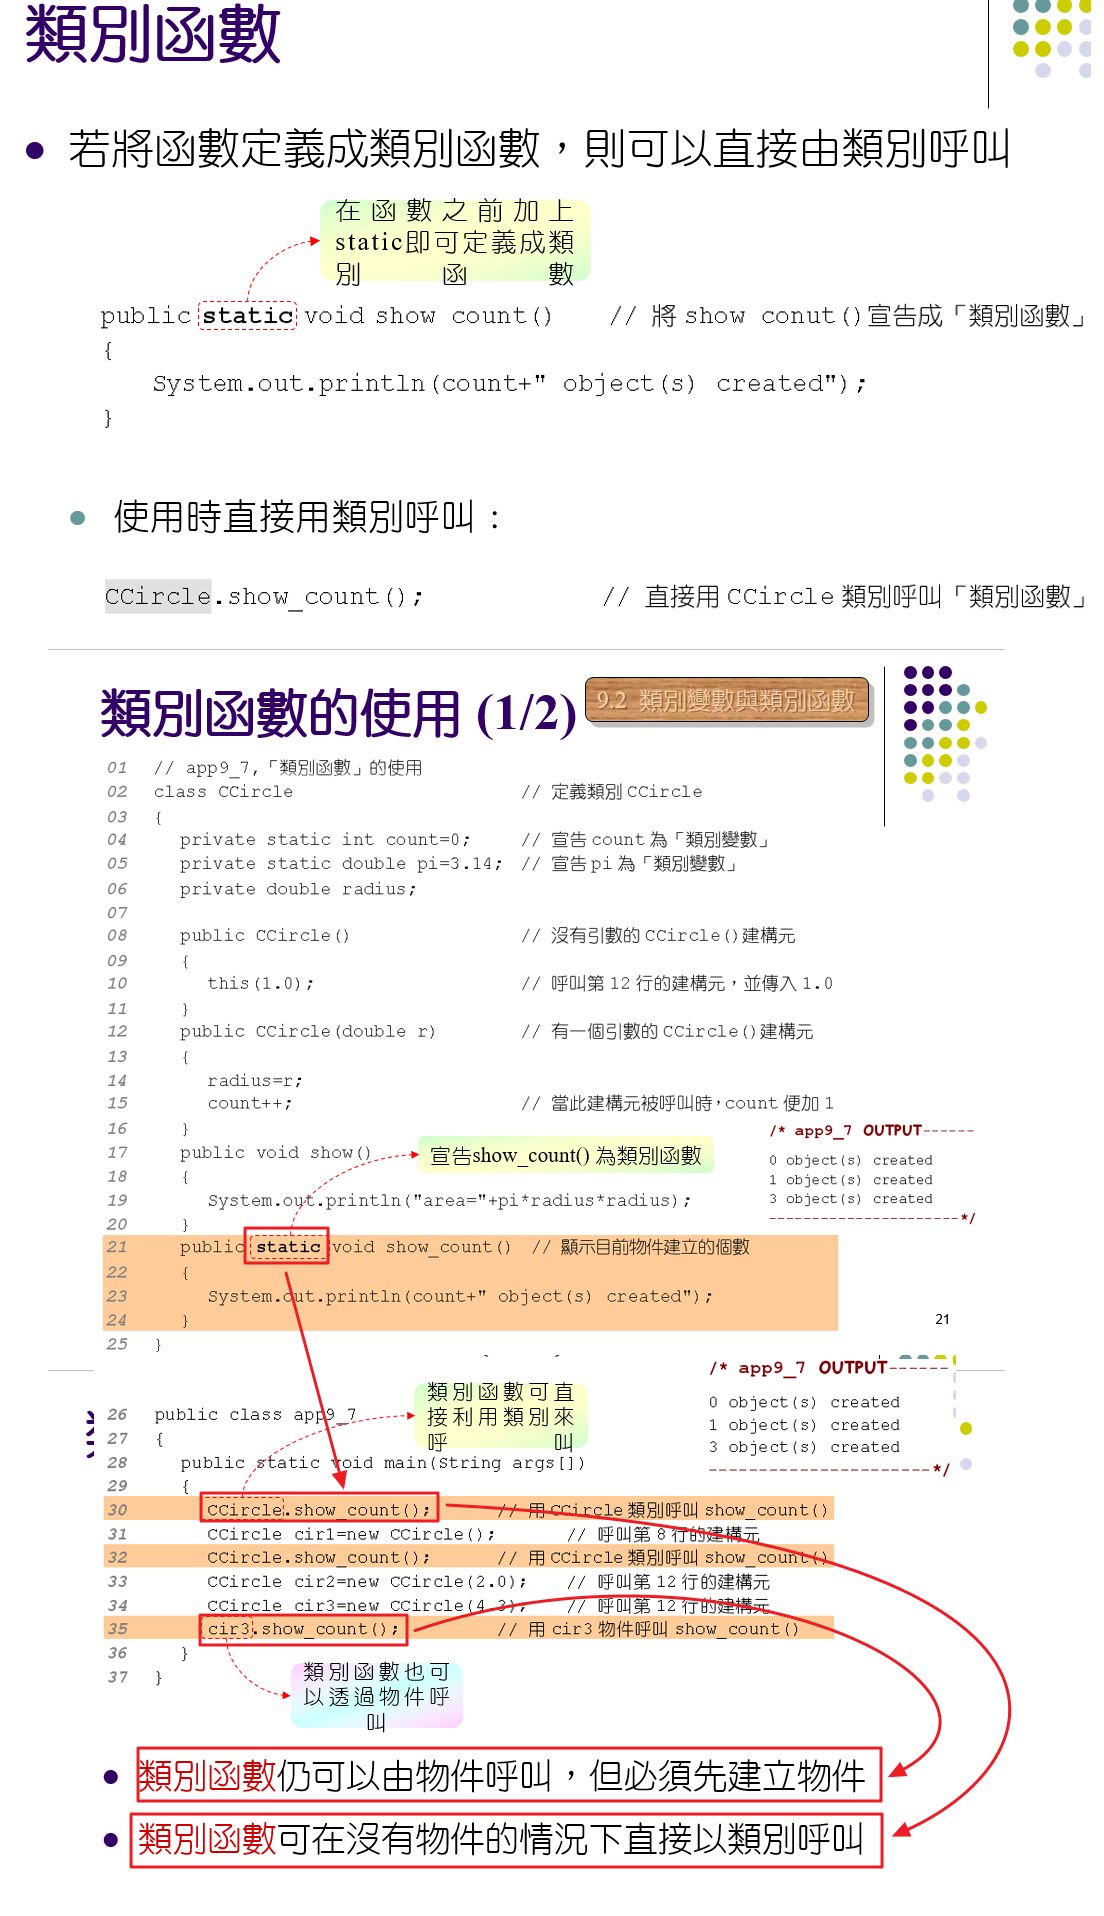 類別函數
若將函數定義成類別函數，則可以直接由類別呼叫
在函數之前加上
static即可定義成類
別函數
public static void show count() // 將 show conut()宣告成「類別函數」
{
System.out.println(count+" object(s) created");
}
使用時直接用類別呼叫：
CCircle.show_count(); // 直接用 CCircle 類別呼叫「類別函數」
類別函數的使用 (1/2)
9.2 類別變數與類別函數
01 // app9_7,「類別函數」的使用
02 class CCircle // 定義類別 CCircle
03 {
04 private static int count=0; // 宣告 count 為「類別變數」
05 private static double pi=3.14; // 宣告 pi 為「類別變數」
06 private double radius;
07
08 public CCircle() // 沒有引數的 CCircle()建構元
09 {
10 this(1.0); // 呼叫第 12 行的建構元，並傳入 1.0
11 }
12 public CCircle(double r) // 有一個引數的 CCircle()建構元
13 {
14 radius=r;
15 count++; // 當此建構元被呼叫時，count 便加 1
16 }
17 public void show()
宣告show_count() 為類別函數
18 {
19 System.out.println("area="+pi*radius*radius);
20 }
21 public static void show_count() // 顯示目前物件建立的個數
22 {
23 System.out.println(count+" object(s) created");
24 }
25 }
/* app9_7 OUTPUT------
0 object(s) created
1 object(s) created
3 object(s) created
----------------------*/
21
26 public class app9_7
27 {
28 public static void main(String args[])
29 {
30 CCircle.show_count(); // 用 CCircle 類別呼叫 show_count()
31 CCircle cir1=new CCircle(); // 呼叫第 8 行的建構元
32 CCircle.show_count(); // 用 CCircle 類別呼叫 show_count()
33 CCircle cir2=new CCircle(2.0); // 呼叫第 12 行的建構元
34 CCircle cir3=new CCircle(4.3); // 呼叫第 12 行的建構元
35 cir3.show_count(); // 用 cir3 物件呼叫 show_count()
36 }
37 }
類別函數可直
接利用類別來
呼叫
/* app9_7 OUTPUT------
0 object(s) created
1 object(s) created
3 object(s) created
----------------------*/
類別函數也可
以透過物件呼
叫
類別函數仍可以由物件呼叫，但必須先建立物件
類別函數可在沒有物件的情況下直接以類別呼叫